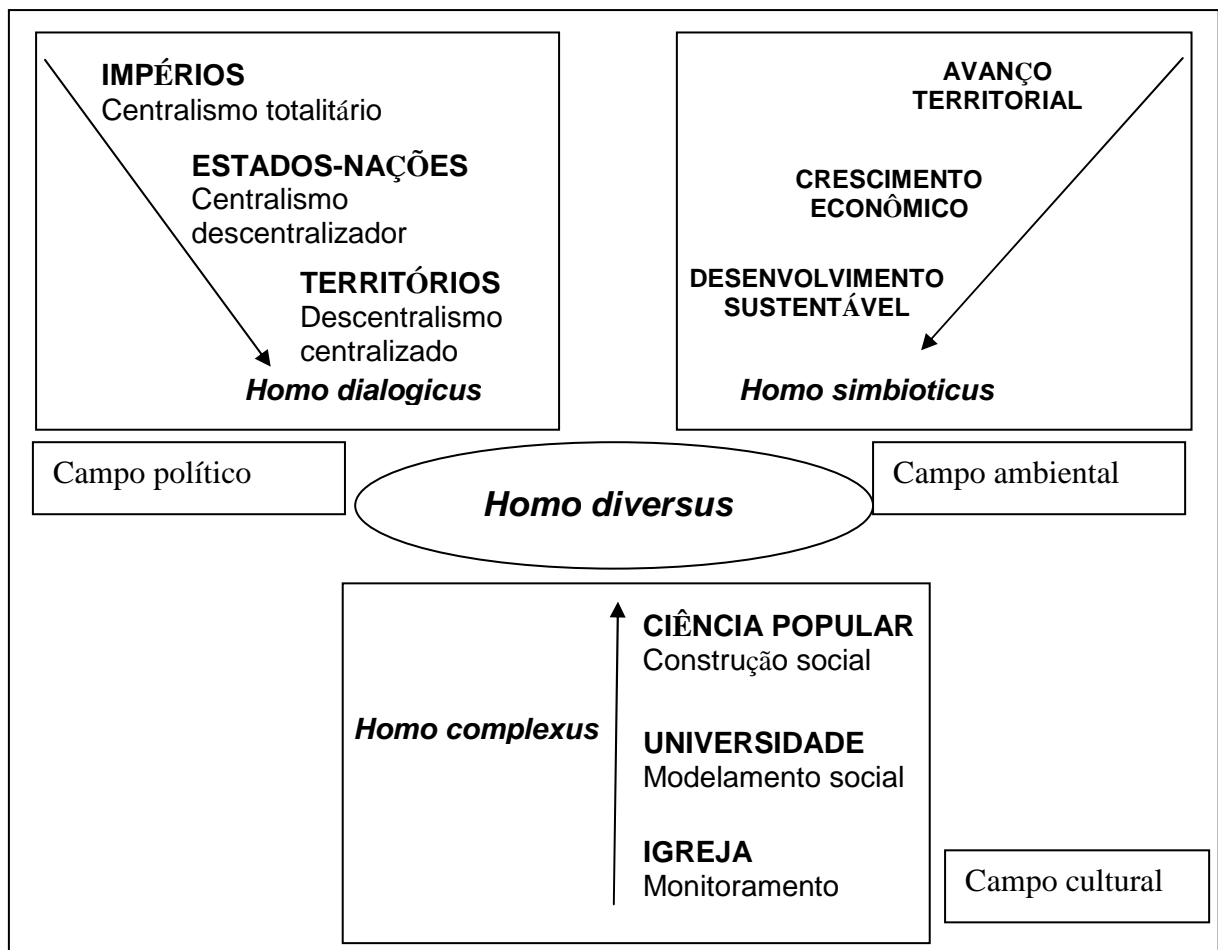 IMPÉRIOS
Centralismo totalitário
ESTADOS-NAÇÕES
Centralismo
descentralizador
TERRITÓRIOS
Descentralismo
centralizado
Homo dialogicus
AVANÇO
TERRITORIAL
CRESCIMENTO
ECONÔMICO
DESENVOLVIMENTO
SUSTENTÁVEL
Homo simbioticus
Campo político
Homo diversus
Campo ambiental
CIÊNCIA POPULAR
Construção social
Homo complexus
UNIVERSIDADE
Modelamento social
IGREJA
Monitoramento
Campo cultural